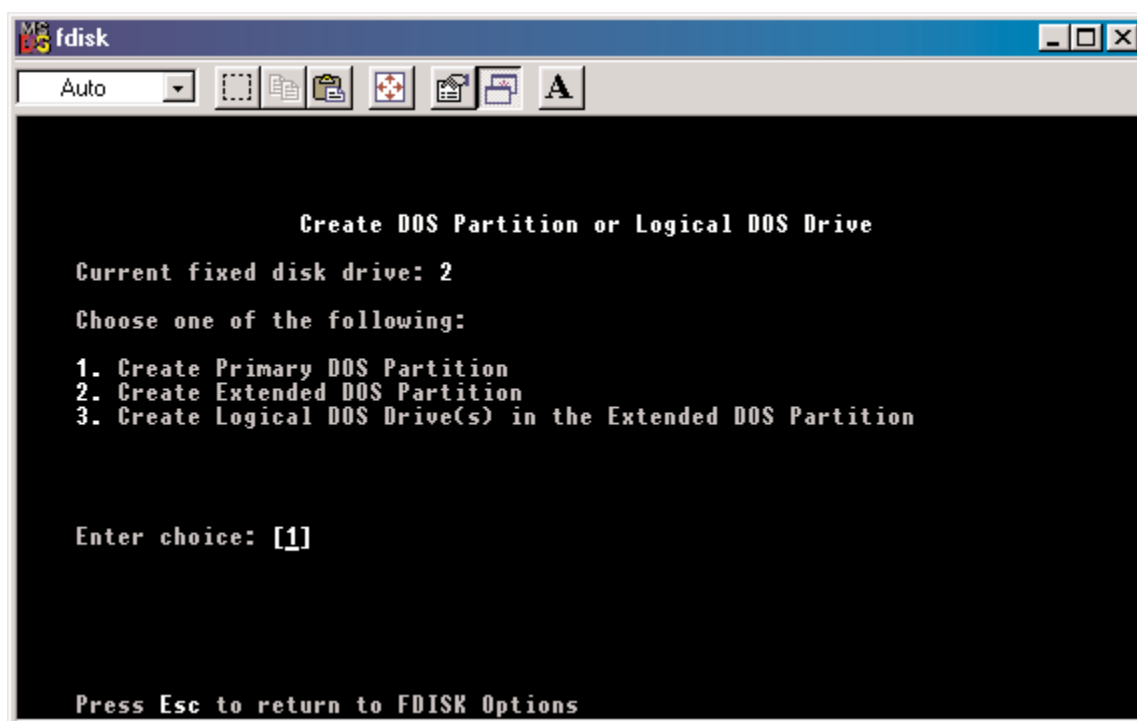 MS DOS fdisk
Auto
A
Create DOS Partition or Logical DOS Drive
Current fixed disk drive: 2
Choose one of the following:
1. Create Primary DOS Partition
2. Create Extended DOS Partition
3. Create Logical DOS Drive(s) in the Extended DOS Partition
Enter choice: [1]
Press Esc to return to FDISK Options